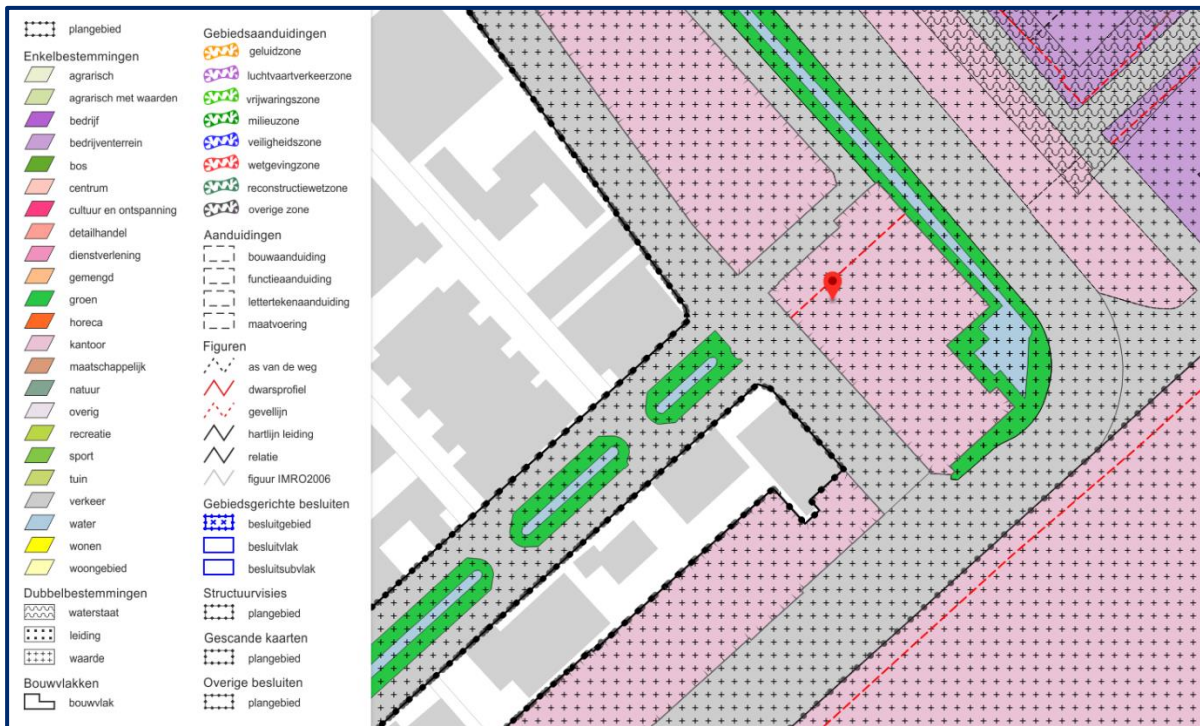 plangebied
Enkelbestemmingen
agrarisch
agrarisch met waarden
bedrijf
bedrijventerrein
bos
centrum
cultuur en ontspanning
detailhandel
dienstverlening
gemengd
groen
horeca
kantoor
maatschappelijk
natuur
overig
recreatie
sport
tuin
verkeer
water
wonen
woongebied
Dubbelbestemmingen
waterstaat
leiding
waarde
Bouwvlakken
bouwvlak
Gebiedsaanduidingen
geluidzone
luchtvaartverkeerzone
vrijwaringszone
milieuzone
veiligheidszone
wetgevingzone
reconstructiewetzone
overige zone
Aanduidingen
bouwaanduiding
functieaanduiding
lettertekenaanduiding
maatvoering
Figuren
as van de weg
dwarsprofiel
gevellijn
hartlijn leiding
relatie
figuur IMRO2006
Gebiedsgerichte besluiten
besluitgebied
besluitvlak
besluitsubvlak
Structuurvisies
plangebied
Gescande kaarten
plangebied
Overige besluiten
plangebied